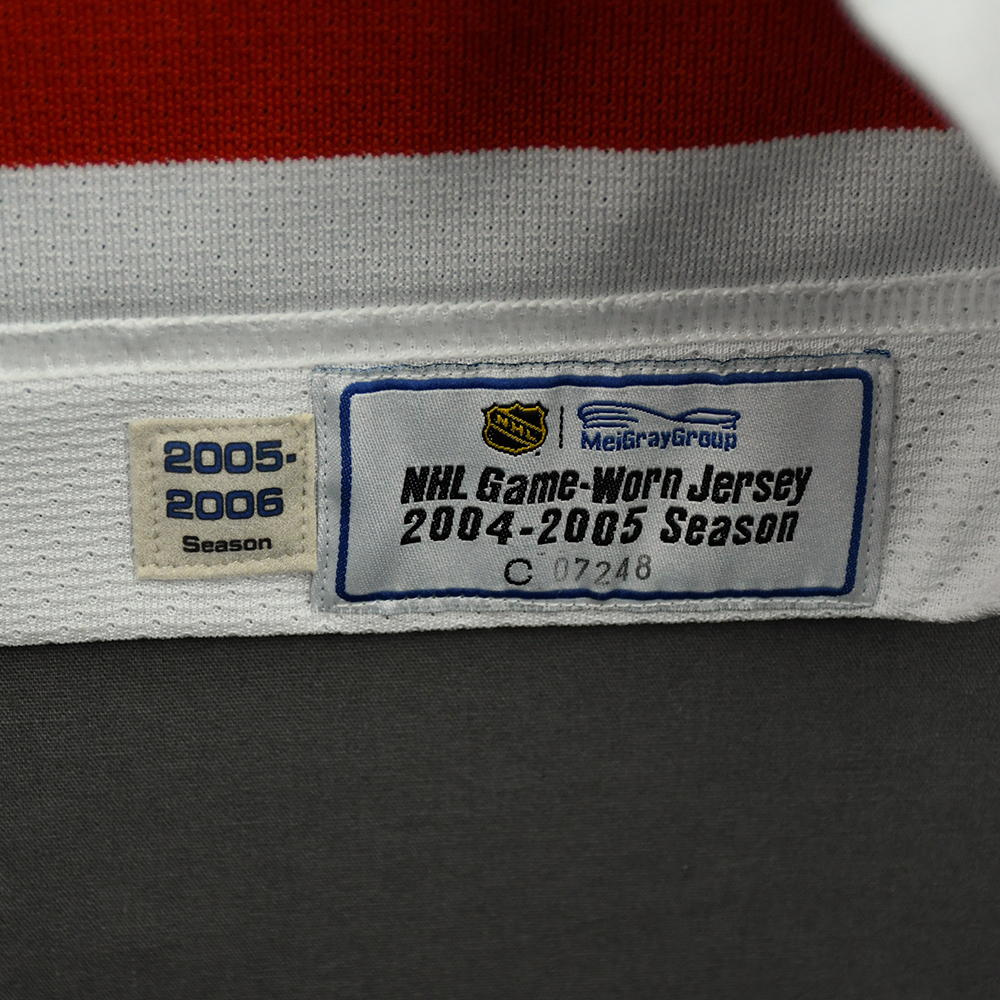 2005-
2006
Season
NHL
MeiGrayGroup
NHL Game-Worn Jersey
2004-2005 Season
C 07248